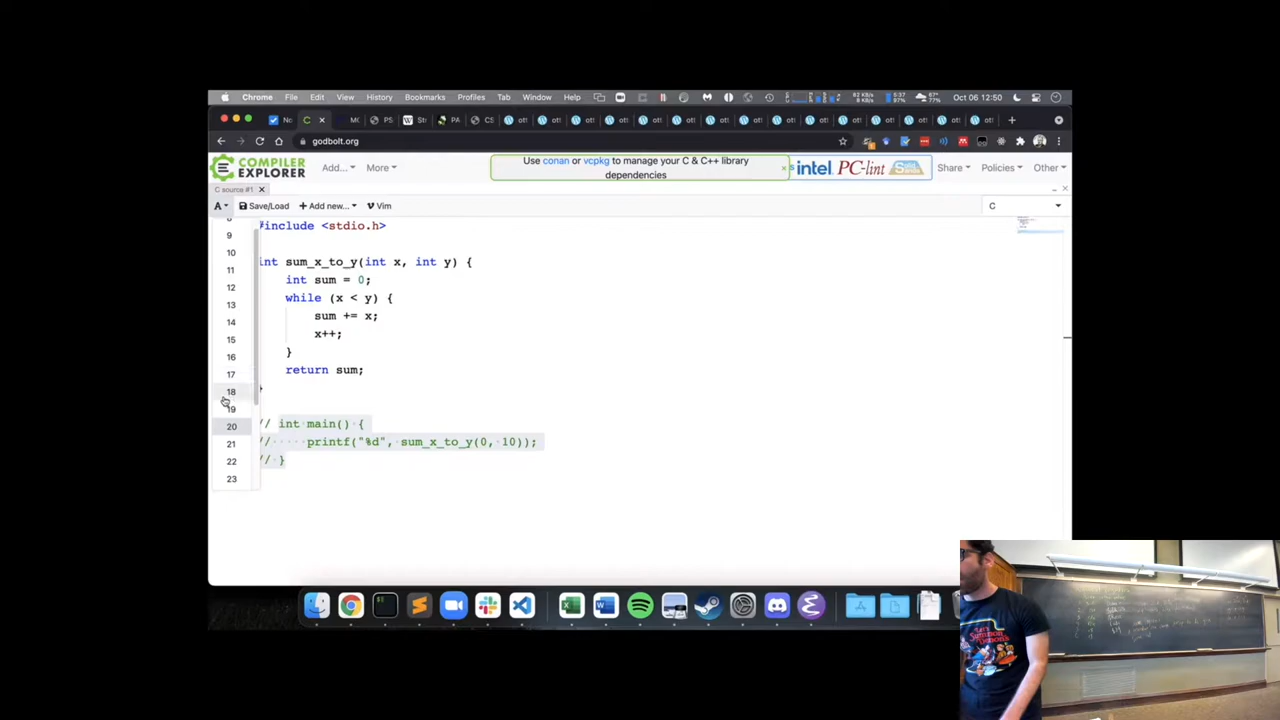 Chrome File Edit View History Bookmarks Profiles Tab Window Help Oct 06 12:50
godbolt.org
COMPILER EXPLORER Add... More
Use conan or vcpkg to manage your C & C++ library dependencies
intel PC-lint Share Policies Other
C source #1
A Save/Load Add new... Vim C
9
10
11
12
13
14
15
16
17
18
19
20
21
22
23
#include <stdio.h>
int sum_x_to_y(int x, int y) {
int sum = 0;
while (x < y) {
sum += x;
x++;
}
return sum;
}
// int main() {
// printf("%d", sum_x_to_y(0, 10));
// }
LET'S SUMMON DEMONS